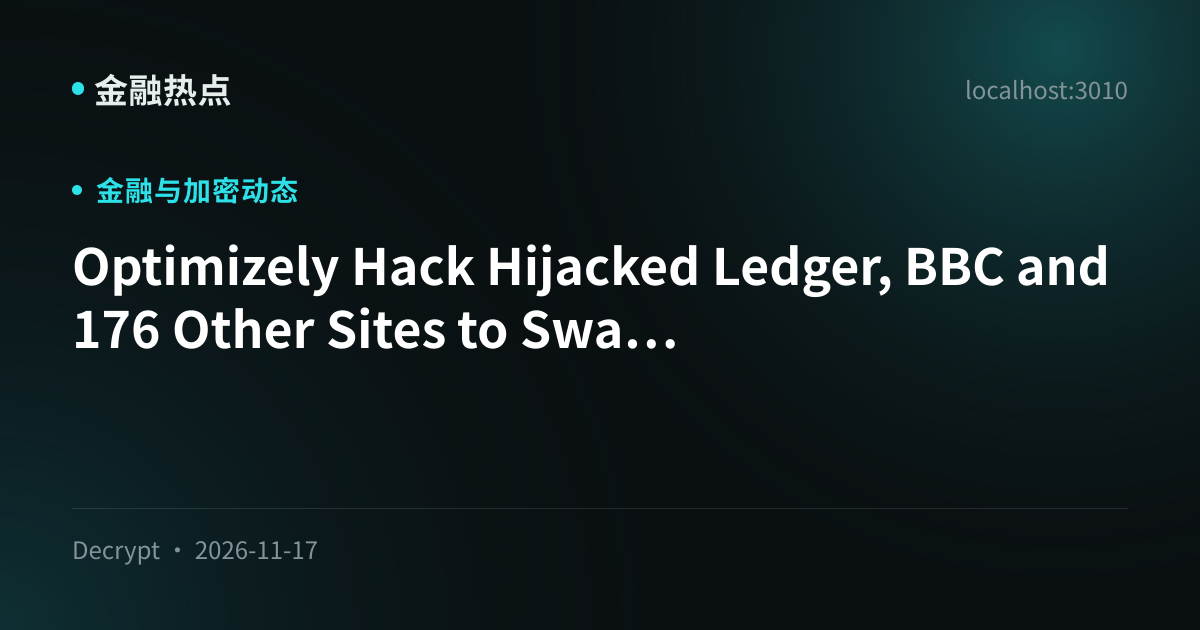 金融热点
localhost:3010
金融与加密动态
Optimizely Hack Hijacked Ledger, BBC and
176 Other Sites to Swa…
Decrypt · 2026-11-17